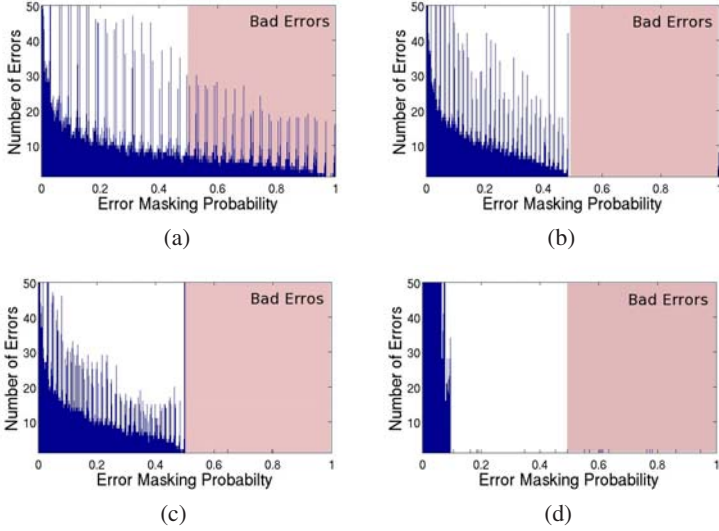 Bad Errors
Number of Errors
50
40
30
20
10
0 0.2 0.4 0.6 0.8 1
Error Masking Probability
(a)
Bad Errors
Number of Errors
50
40
30
20
10
0 0.2 0.4 0.6 0.8 1
Error Masking Probability
(b)
Bad Erros
Number of Errors
50
40
30
20
10
0 0.2 0.4 0.6 0.8 1
Error Masking Probabilty
(c)
Bad Errors
Number of Errors
50
40
30
20
10
0 0.2 0.4 0.6 0.8 1
Error Masking Probability
(d)